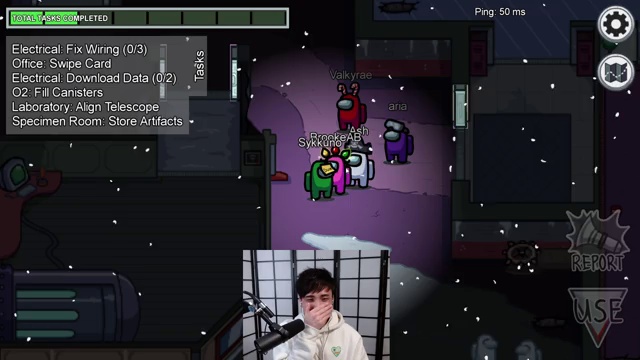 TOTAL TASKS COMPLETED
Ping: 50 ms
Electrical: Fix Wiring (0/3)
Office: Swipe Card
Electrical: Download Data (0/2)
O2: Fill Canisters
Laboratory: Align Telescope
Specimen Room: Store Artifacts
Tasks
Valkyrae
aria
Ash
BrookeAB
Sykkuno
REPORT
USE